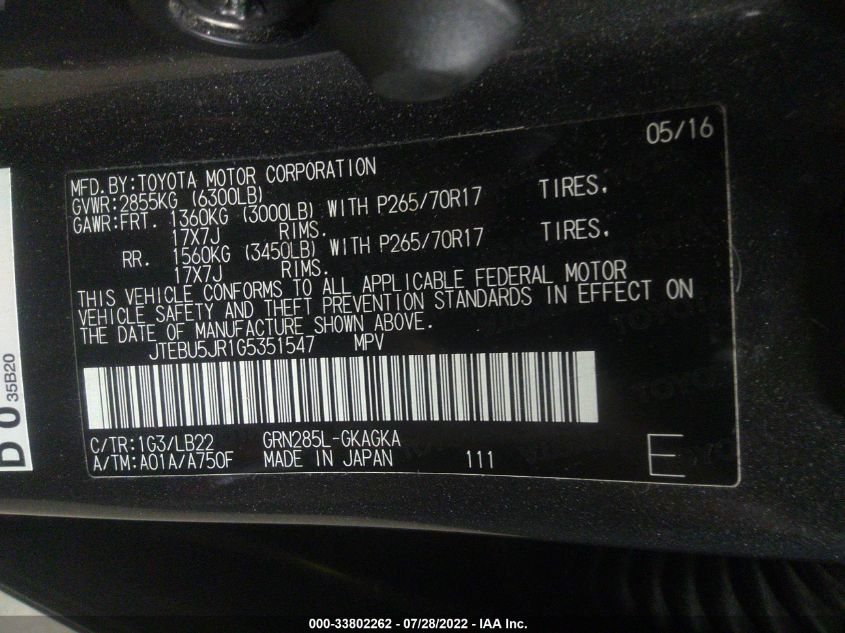 05/16
MFD.BY:TOYOTA MOTOR CORPORATION
GVWR:2855KG (6300LB)
GAWR:FRT. 1360KG (3000LB) WITH P265/70R17 TIRES,
17X7J RIMS.
RR. 1560KG (3450LB) WITH P265/70R17 TIRES,
17X7J RIMS.
THIS VEHICLE CONFORMS TO ALL APPLICABLE FEDERAL MOTOR
VEHICLE SAFETY AND THEFT PREVENTION STANDARDS IN EFFECT ON
THE DATE OF MANUFACTURE SHOWN ABOVE.
JTEBU5JR1G5351547 MPV
C/TR:1G3/LB22 GRN285L-GKAGKA
A/TM:A01A/A750F MADE IN JAPAN 111 E
D 0
35B20
000-33802262 - 07/28/2022 - IAA Inc.